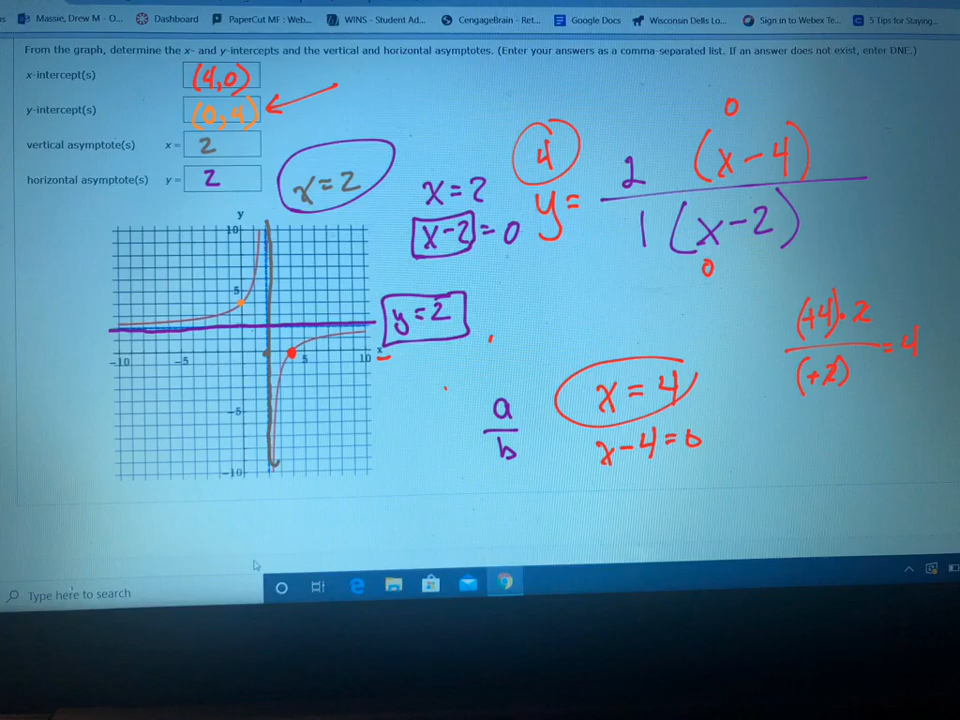 Massie, Drew M - O...
Dashboard
PaperCut MF : Web...
WINS - Student Ad...
CengageBrain - Ret...
Google Docs
Wisconsin Dells Lo...
Sign in to Webex Te...
5 Tips for Staying...
From the graph, determine the x- and y-intercepts and the vertical and horizontal asymptotes. (Enter your answers as a comma-separated list. If an answer does not exist, enter DNE.)
x-intercept(s) (4,0)
y-intercept(s) (0,4)
vertical asymptote(s) x = 2
horizontal asymptote(s) y = 2
x=2
x=2
x-2=0
4
y=
0
2 (x-4)
1 (x-2)
0
y
10
5
-10
-5
5
10
x
-5
-10
y=2
a
b
x=4
x-4=0
(+4)·2
(+2)
=4
Type here to search